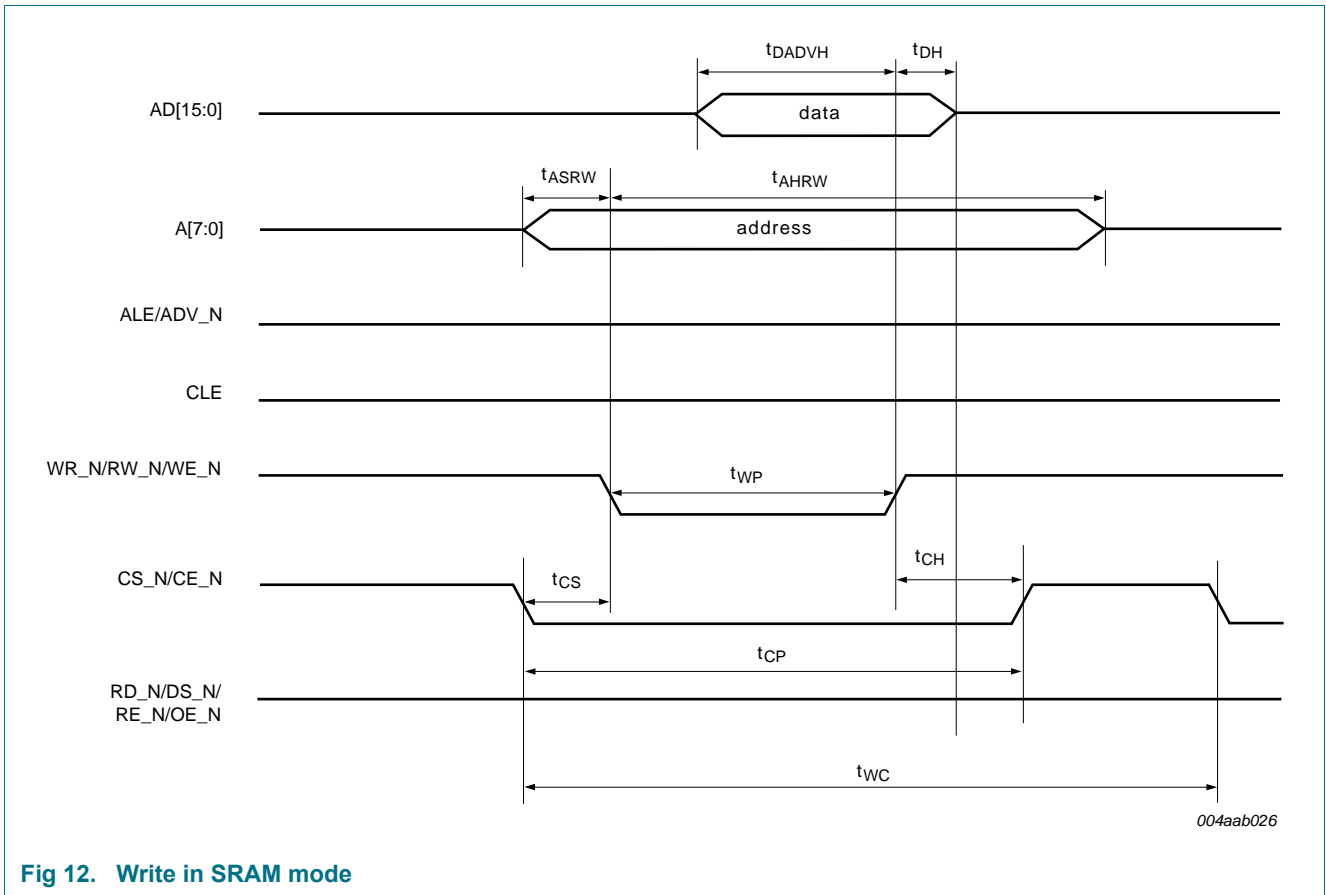 tDADVH
tDH
AD[15:0]
data
tASRW
tAHRW
A[7:0]
address
ALE/ADV_N
CLE
WR_N/RW_N/WE_N
tWP
CS_N/CE_N
tCS
tCH
tCP
RD_N/DS_N/
RE_N/OE_N
tWC
004aab026
Fig 12. Write in SRAM mode